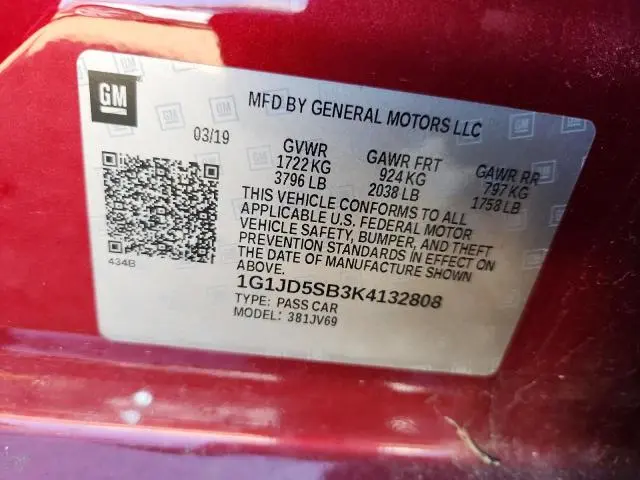 GM
MFD BY GENERAL MOTORS LLC
03/19
GVWR
1722 KG
3796 LB
GAWR FRT
924 KG
2038 LB
GAWR RR
797 KG
1758 LB
THIS VEHICLE CONFORMS TO ALL
APPLICABLE U.S. FEDERAL MOTOR
VEHICLE SAFETY, BUMPER, AND THEFT
PREVENTION STANDARDS IN EFFECT ON
THE DATE OF MANUFACTURE SHOWN
ABOVE.
434B
1G1JD5SB3K4132808
TYPE: PASS CAR
MODEL: 381JV69